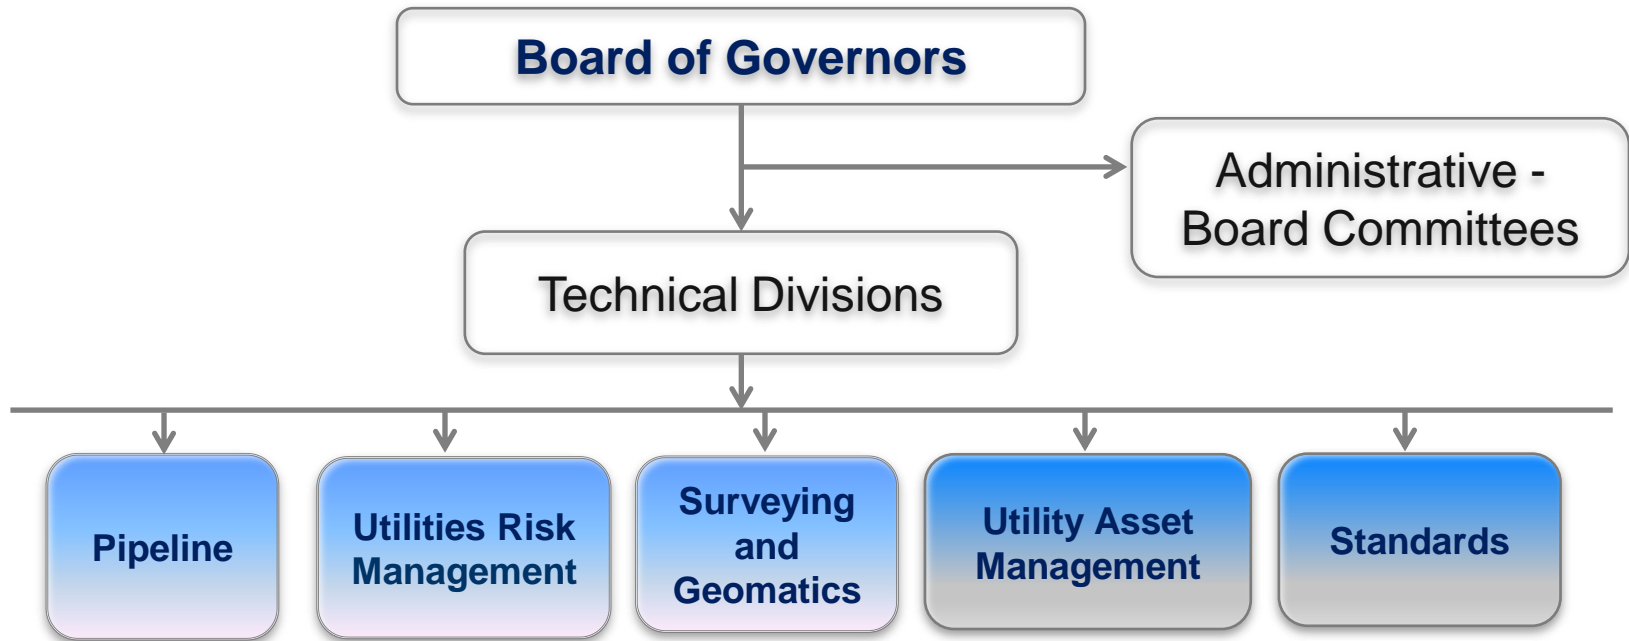 Board of Governors
Administrative -
Board Committees
Technical Divisions
Pipeline
Utilities Risk
Management
Surveying
and
Geomatics
Utility Asset
Management
Standards